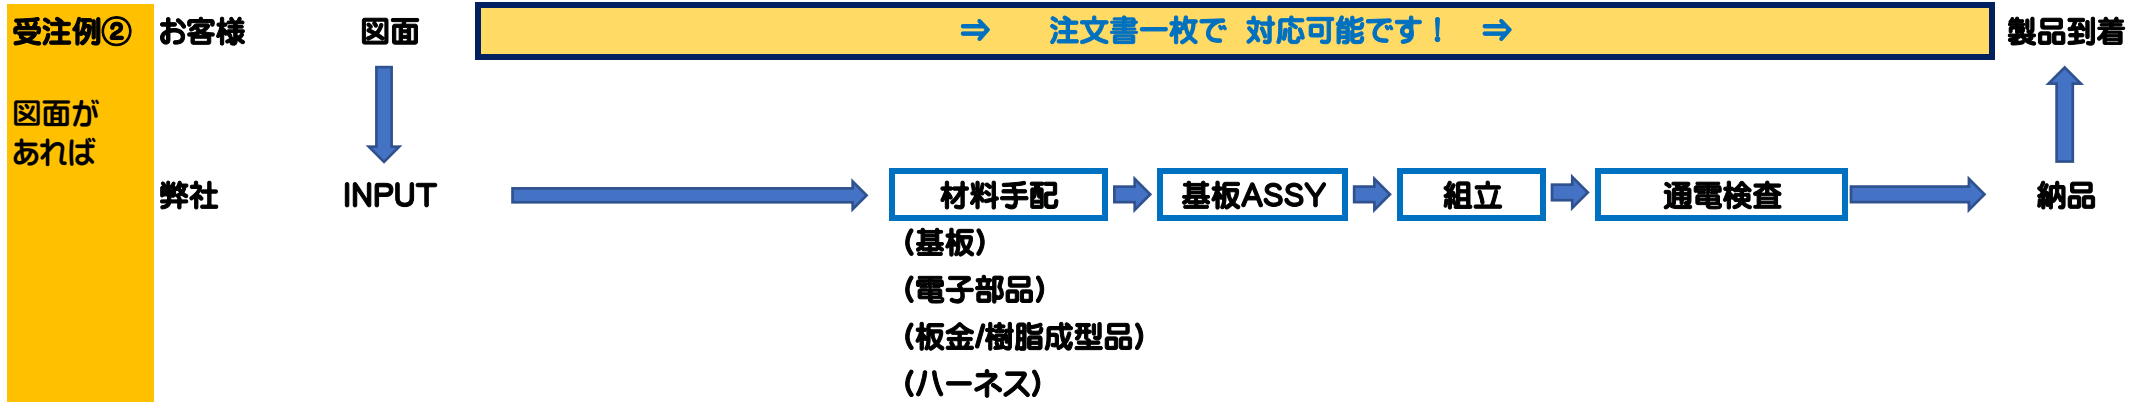 受注例② お客様 図面 ⇒ 注文書一枚で 対応可能です！ ⇒ 製品到着
図面が
あれば
弊社 INPUT 材料手配 基板ASSY 組立 通電検査 納品
（基板）
（電子部品）
（板金/樹脂成型品）
（ハーネス）